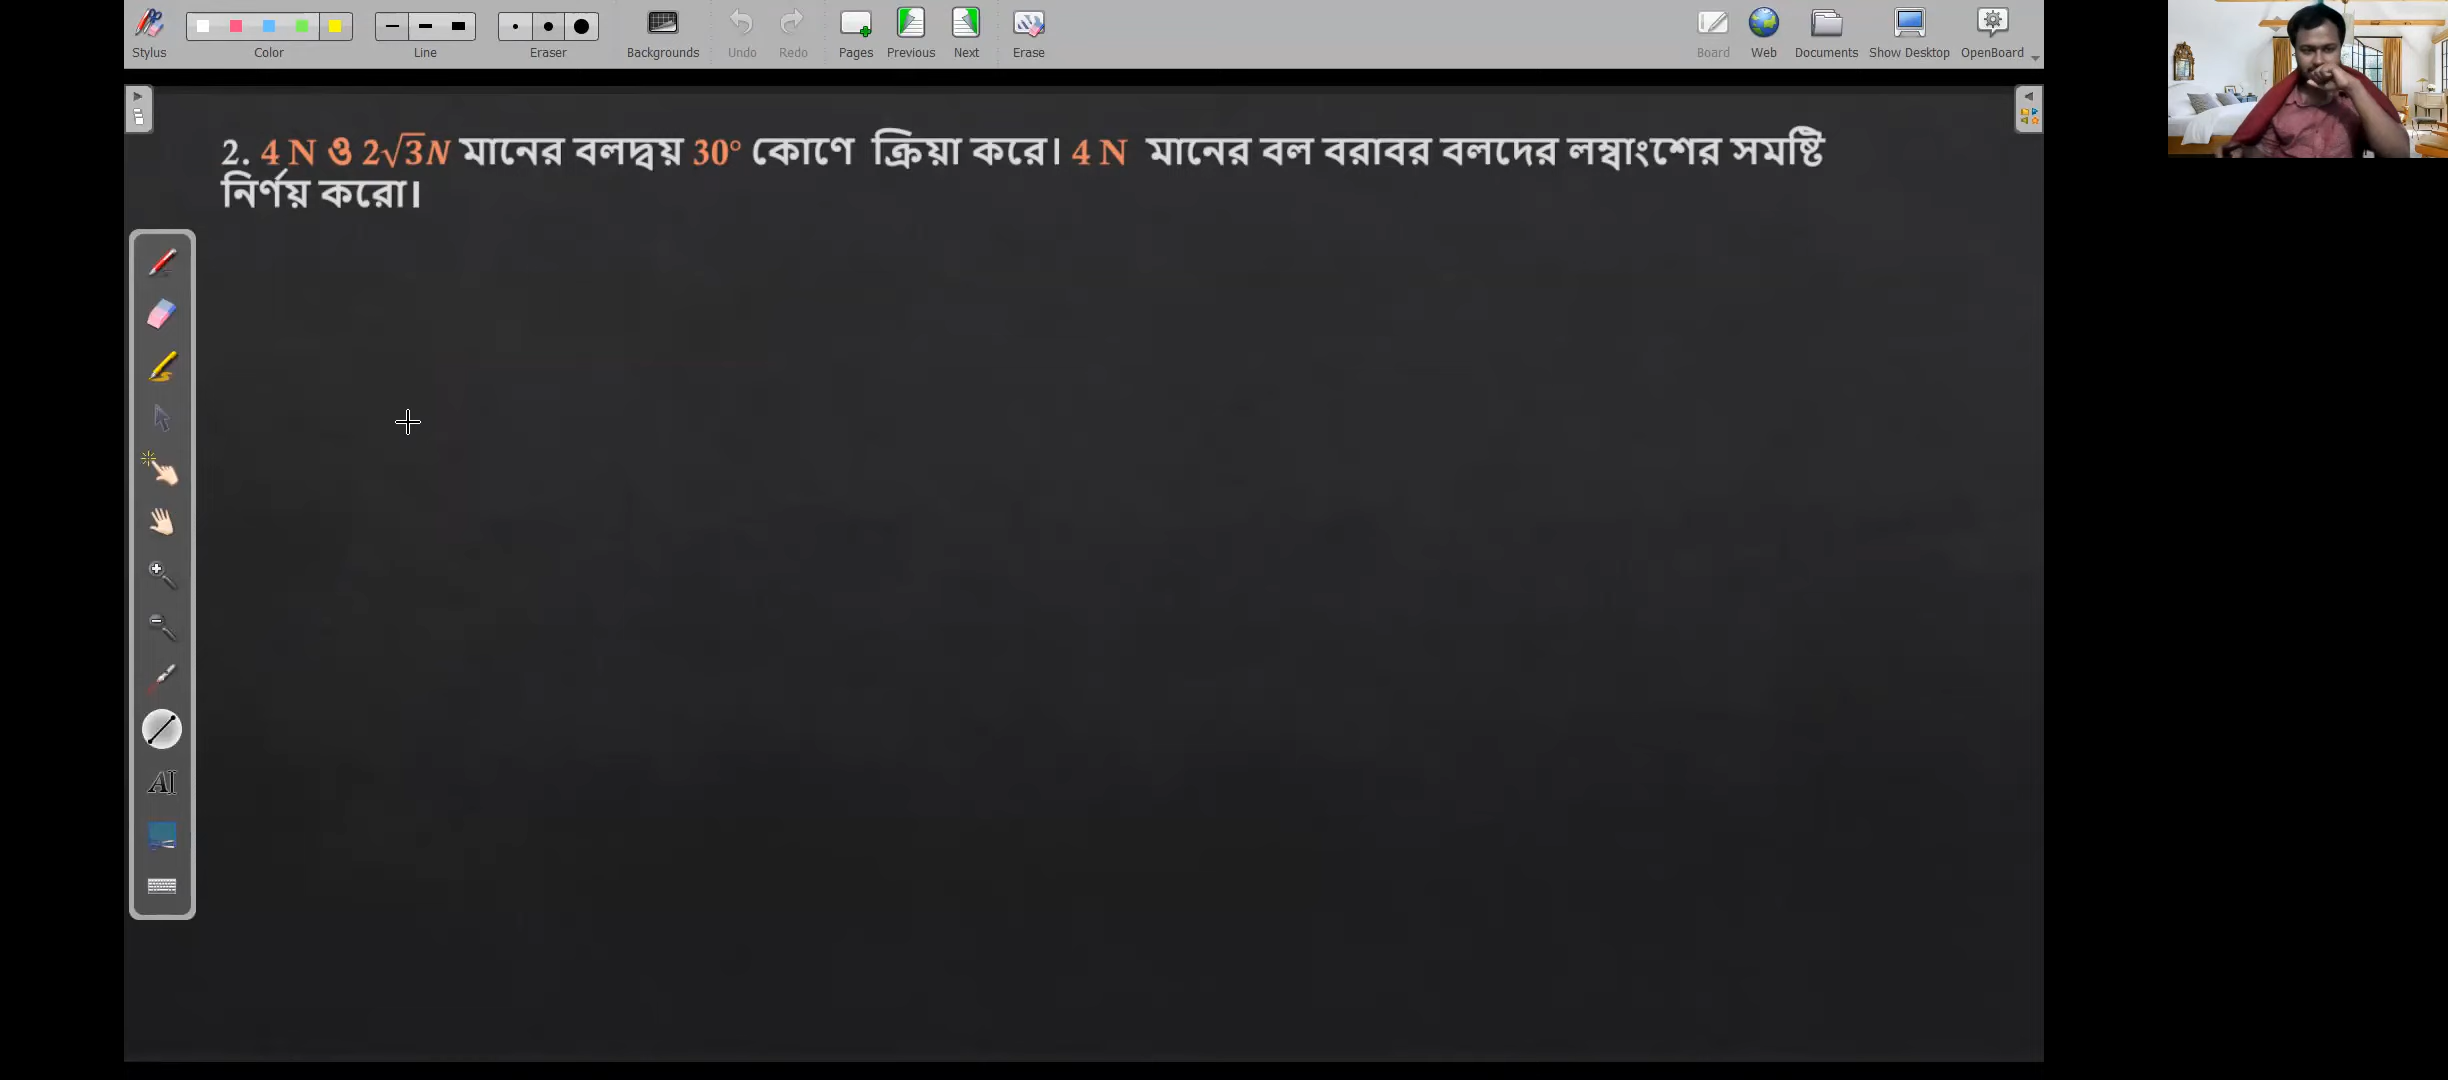 Stylus Color Line Eraser Backgrounds Undo Redo Pages Previous Next Erase Board Web Documents Show Desktop OpenBoard
2. 4 N ও 2√3N মানের বলদ্বয় 30° কোণে ক্রিয়া করে। 4 N মানের বল বরাবর বলদের লম্বাংশের সমষ্টি
নির্ণয় করো।
AI